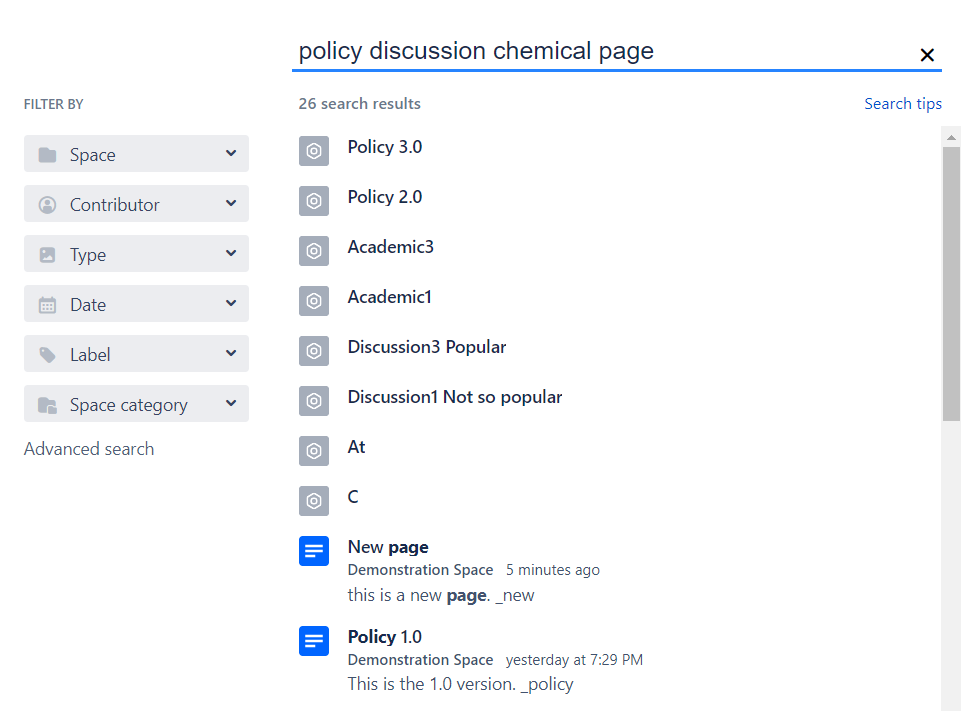 policy discussion chemical page
FILTER BY
26 search results
Search tips
Space
Contributor
Type
Date
Label
Space category
Advanced search
Policy 3.0
Policy 2.0
Academic3
Academic1
Discussion3 Popular
Discussion1 Not so popular
At
C
New page
Demonstration Space 5 minutes ago
this is a new page. _new
Policy 1.0
Demonstration Space yesterday at 7:29 PM
This is the 1.0 version. _policy